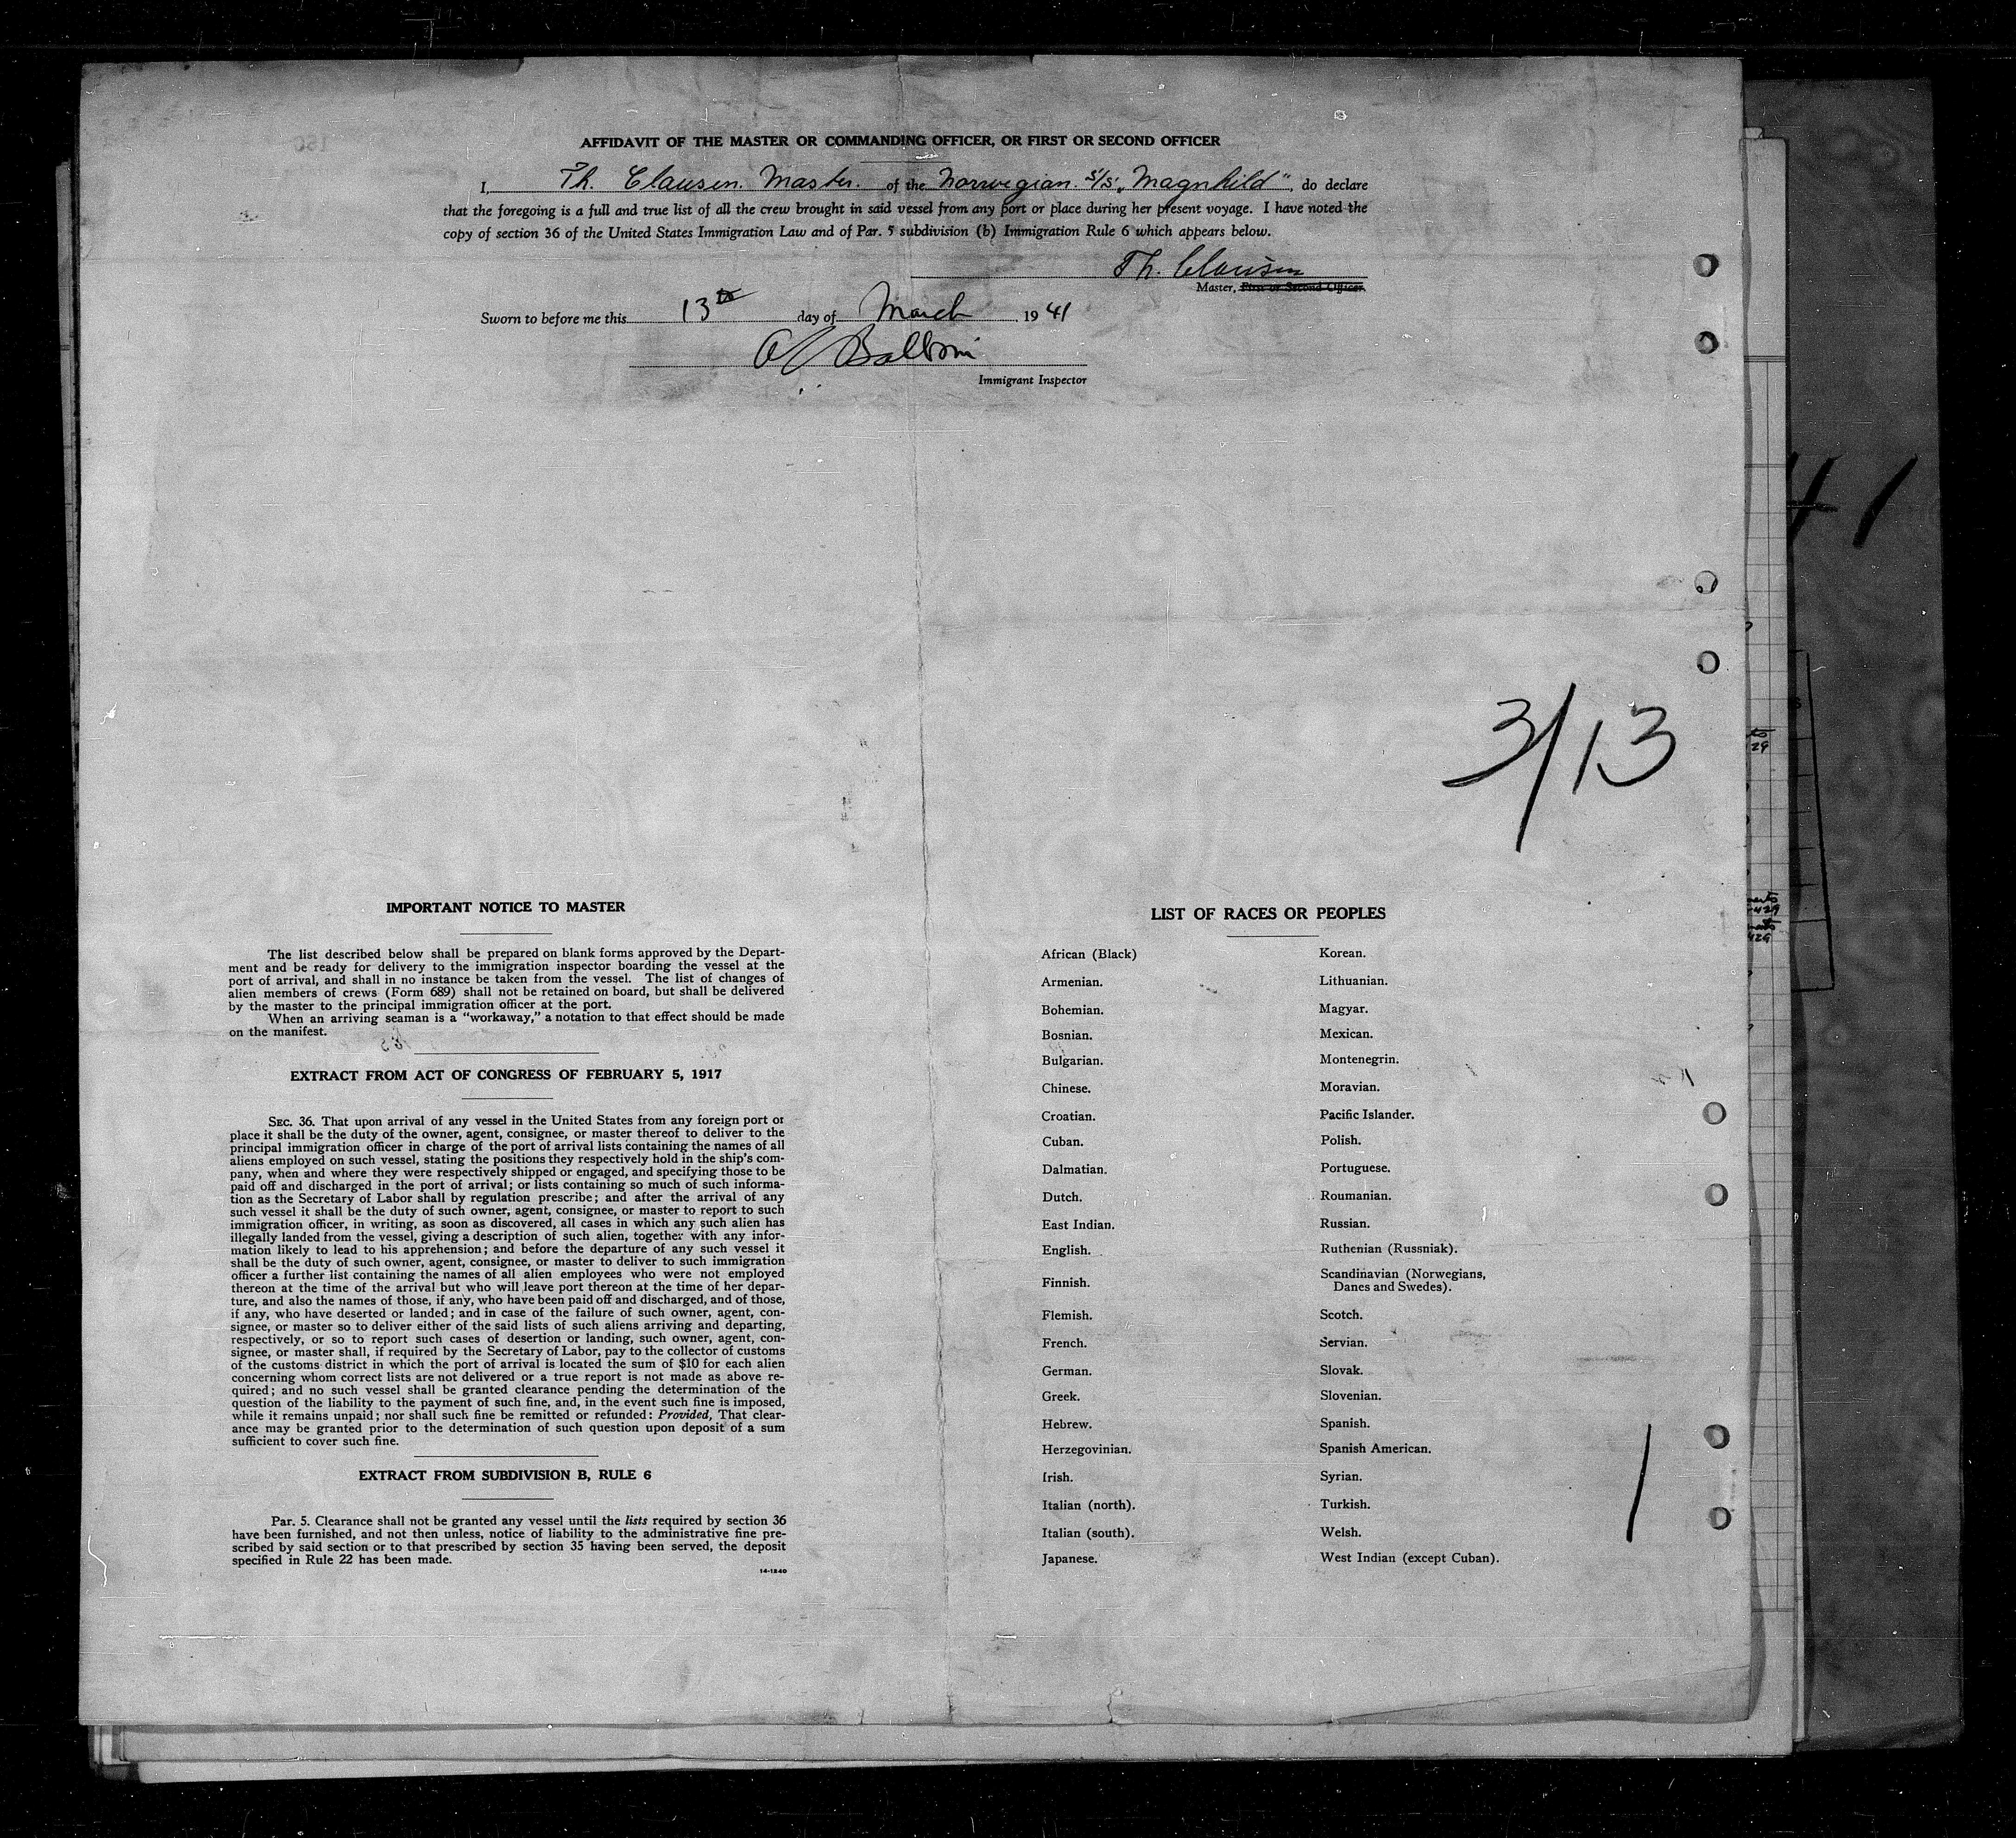 AFFIDAVIT OF THE MASTER OR COMMANDING OFFICER, OR FIRST OR SECOND OFFICER
I, Th. Clausen. Master. of the Norwegian. S/S. „Magnhild", do declare
that the foregoing is a full and true list of all the crew brought in said vessel from any port or place during her present voyage. I have noted the
copy of section 36 of the United States Immigration Law and of Par. 5 subdivision (b) Immigration Rule 6 which appears below.
Th. Clausen
Master, First or Second Officer.
Sworn to before me this 13th day of March 1941
Immigrant Inspector
41
3/13
IMPORTANT NOTICE TO MASTER
The list described below shall be prepared on blank forms approved by the Depart-
ment and be ready for delivery to the immigration inspector boarding the vessel at the
port of arrival, and shall in no instance be taken from the vessel. The list of changes of
alien members of crews (Form 689) shall not be retained on board, but shall be delivered
by the master to the principal immigration officer at the port.
When an arriving seaman is a "workaway," a notation to that effect should be made
on the manifest.
EXTRACT FROM ACT OF CONGRESS OF FEBRUARY 5, 1917
SEC. 36. That upon arrival of any vessel in the United States from any foreign port or
place it shall be the duty of the owner, agent, consignee, or master thereof to deliver to the
principal immigration officer in charge of the port of arrival lists containing the names of all
aliens employed on such vessel, stating the positions they respectively hold in the ship's com-
pany, when and where they were respectively shipped or engaged, and specifying those to be
paid off and discharged in the port of arrival; or lists containing so much of such informa-
tion as the Secretary of Labor shall by regulation prescribe; and after the arrival of any
such vessel it shall be the duty of such owner, agent, consignee, or master to report to such
immigration officer, in writing, as soon as discovered, all cases in which any such alien has
illegally landed from the vessel, giving a description of such alien, together with any infor-
mation likely to lead to his apprehension; and before the departure of any such vessel it
shall be the duty of such owner, agent, consignee, or master to deliver to such immigration
officer a further list containing the names of all alien employees who were not employed
thereon at the time of the arrival but who will leave port thereon at the time of her depar-
ture, and also the names of those, if any, who have been paid off and discharged, and of those,
if any, who have deserted or landed; and in case of the failure of such owner, agent, con-
signee, or master so to deliver either of the said lists of such aliens arriving and departing,
respectively, or so to report such cases of desertion or landing, such owner, agent, con-
signee, or master shall, if required by the Secretary of Labor, pay to the collector of customs
of the customs district in which the port of arrival is located the sum of $10 for each alien
concerning whom correct lists are not delivered or a true report is not made as above re-
quired; and no such vessel shall be granted clearance pending the determination of the
question of the liability to the payment of such fine, and, in the event such fine is imposed,
while it remains unpaid; nor shall such fine be remitted or refunded: Provided, That clear-
ance may be granted prior to the determination of such question upon deposit of a sum
sufficient to cover such fine.
EXTRACT FROM SUBDIVISION B, RULE 6
Par. 5. Clearance shall not be granted any vessel until the lists required by section 36
have been furnished, and not then unless, notice of liability to the administrative fine pre-
scribed by said section or to that prescribed by section 35 having been served, the deposit
specified in Rule 22 has been made.
14-1240
LIST OF RACES OR PEOPLES
African (Black)
Armenian.
Bohemian.
Bosnian.
Bulgarian.
Chinese.
Croatian.
Cuban.
Dalmatian.
Dutch.
East Indian.
English.
Finnish.
Flemish.
French.
German.
Greek.
Hebrew.
Herzegovinian.
Irish.
Italian (north).
Italian (south).
Japanese.
Korean.
Lithuanian.
Magyar.
Mexican.
Montenegrin.
Moravian.
Pacific Islander.
Polish.
Portuguese.
Roumanian.
Russian.
Ruthenian (Russniak).
Scandinavian (Norwegians,
Danes and Swedes).
Scotch.
Servian.
Slovak.
Slovenian.
Spanish.
Spanish American.
Syrian.
Turkish.
Welsh.
West Indian (except Cuban).
1